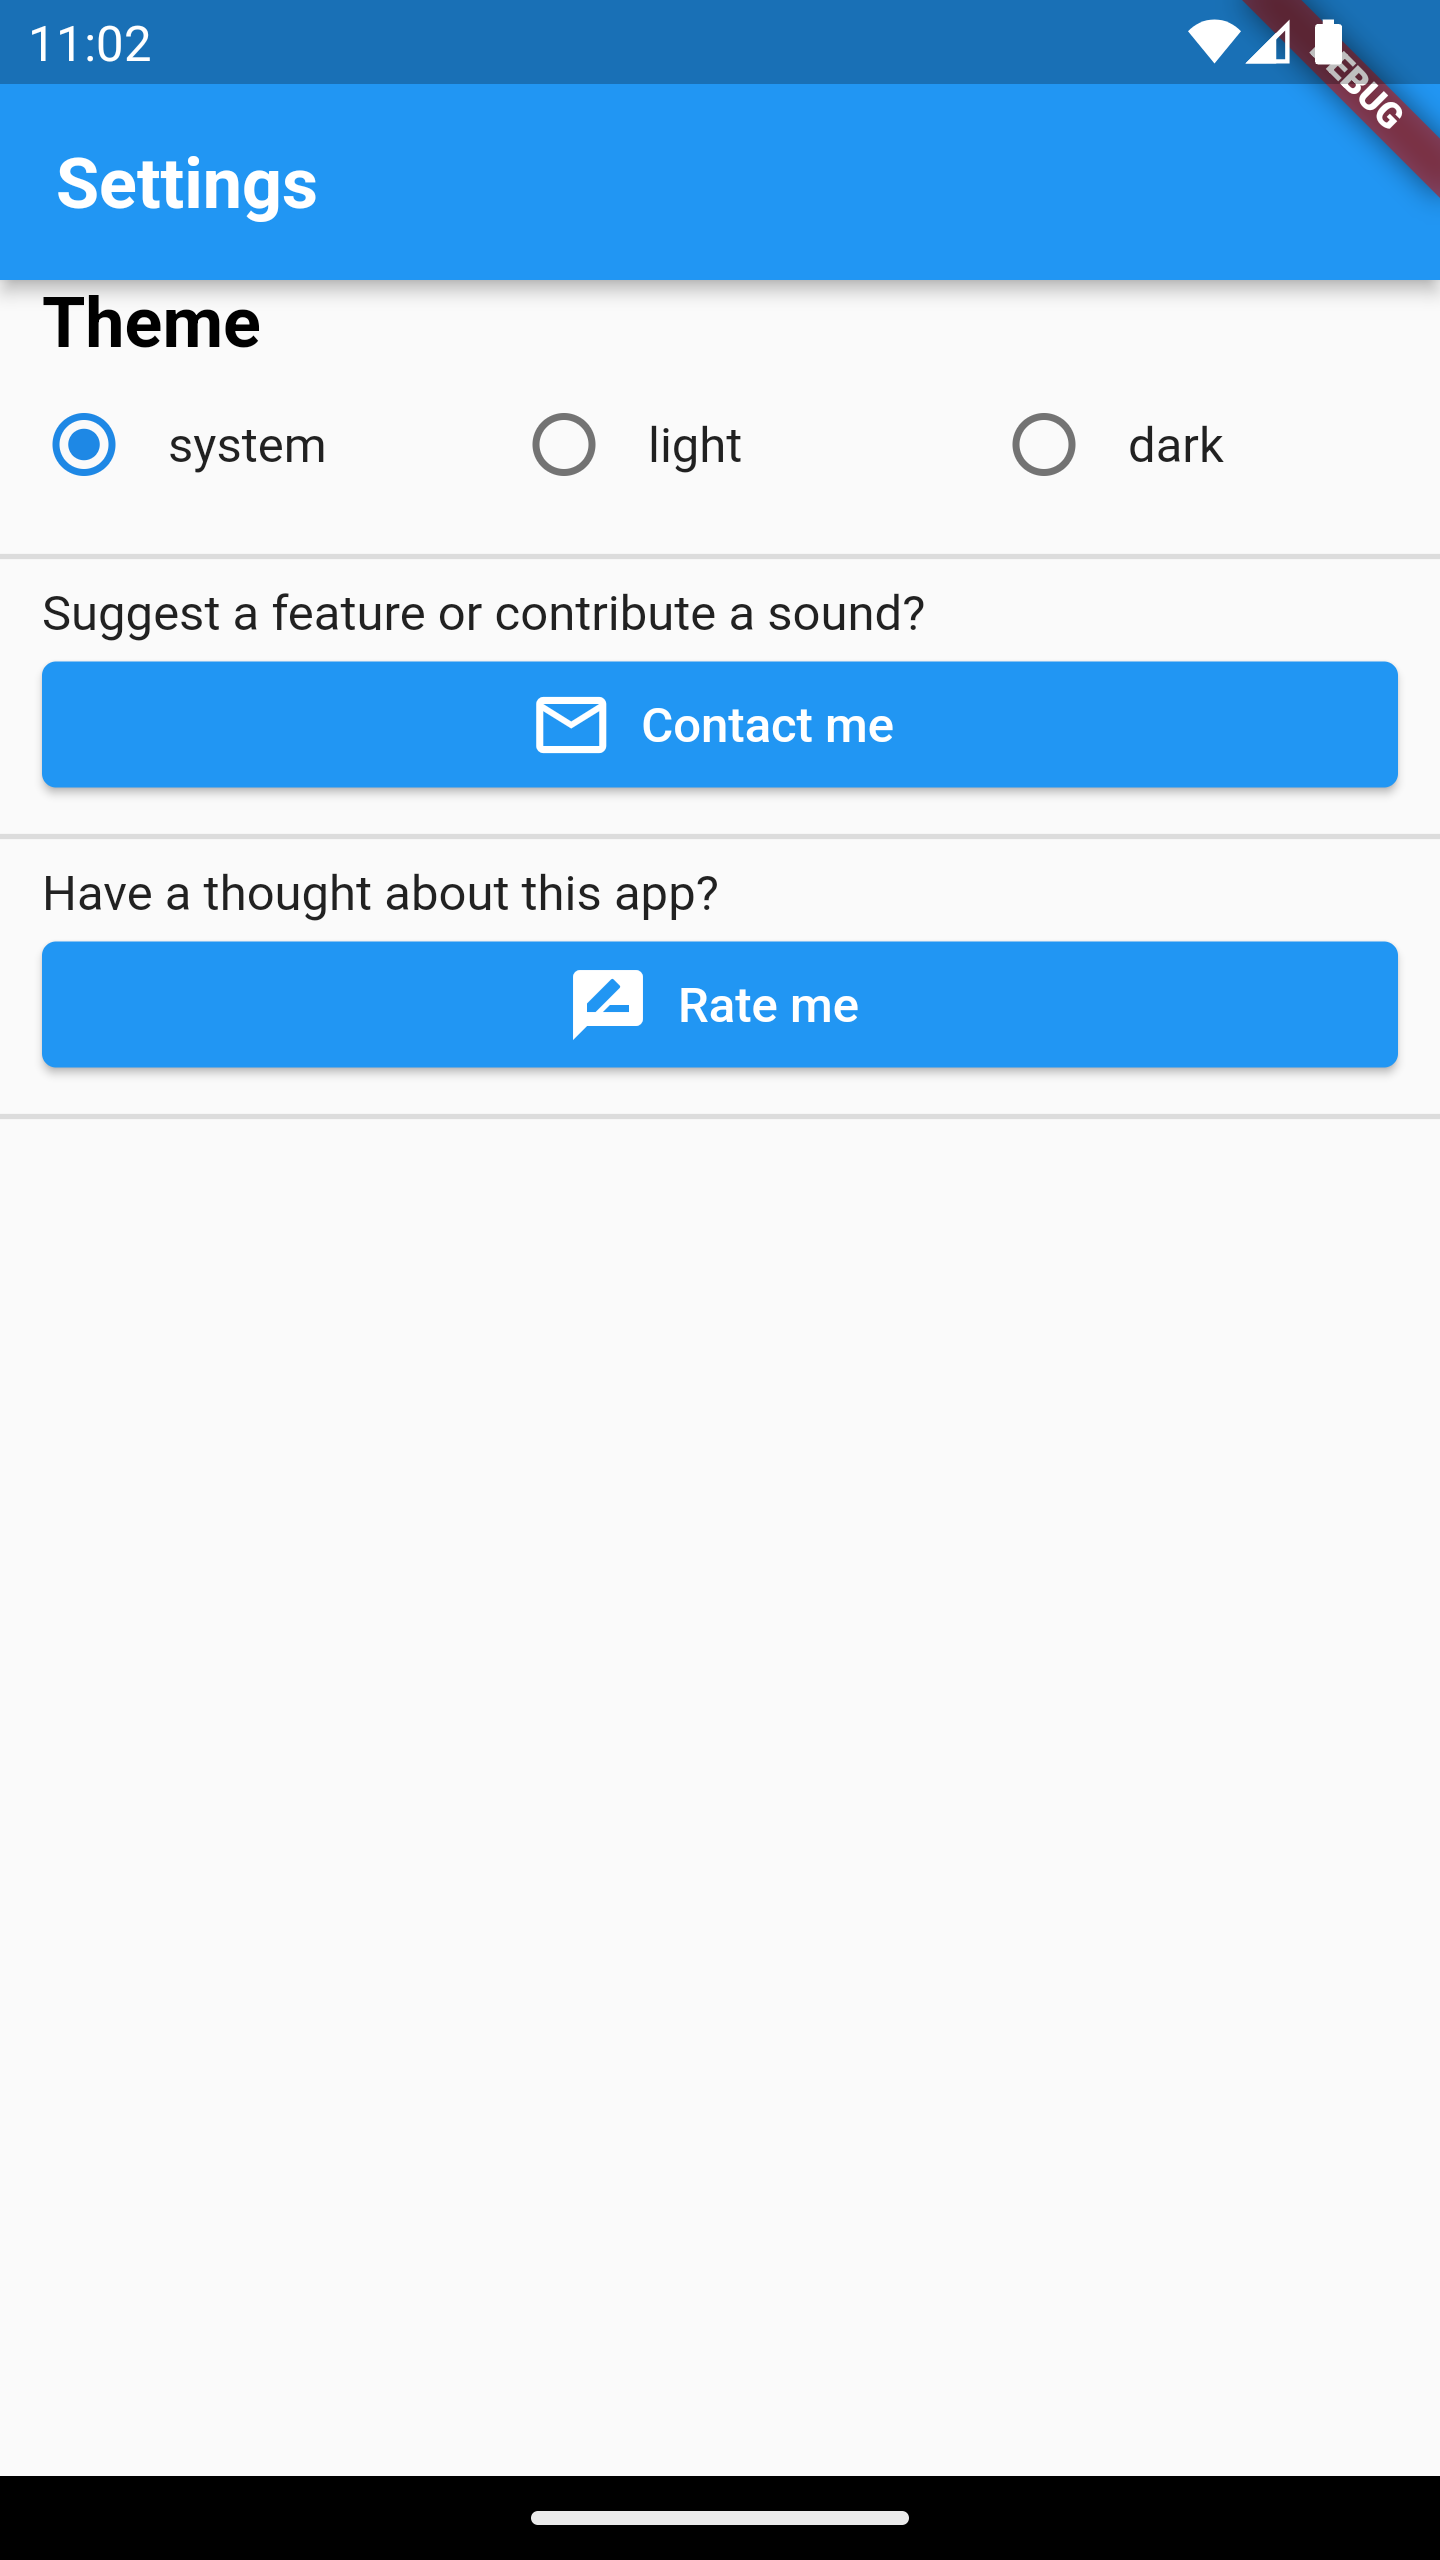 11:02
DEBUG
Settings
Theme
system light dark
Suggest a feature or contribute a sound?
Contact me
Have a thought about this app?
Rate me